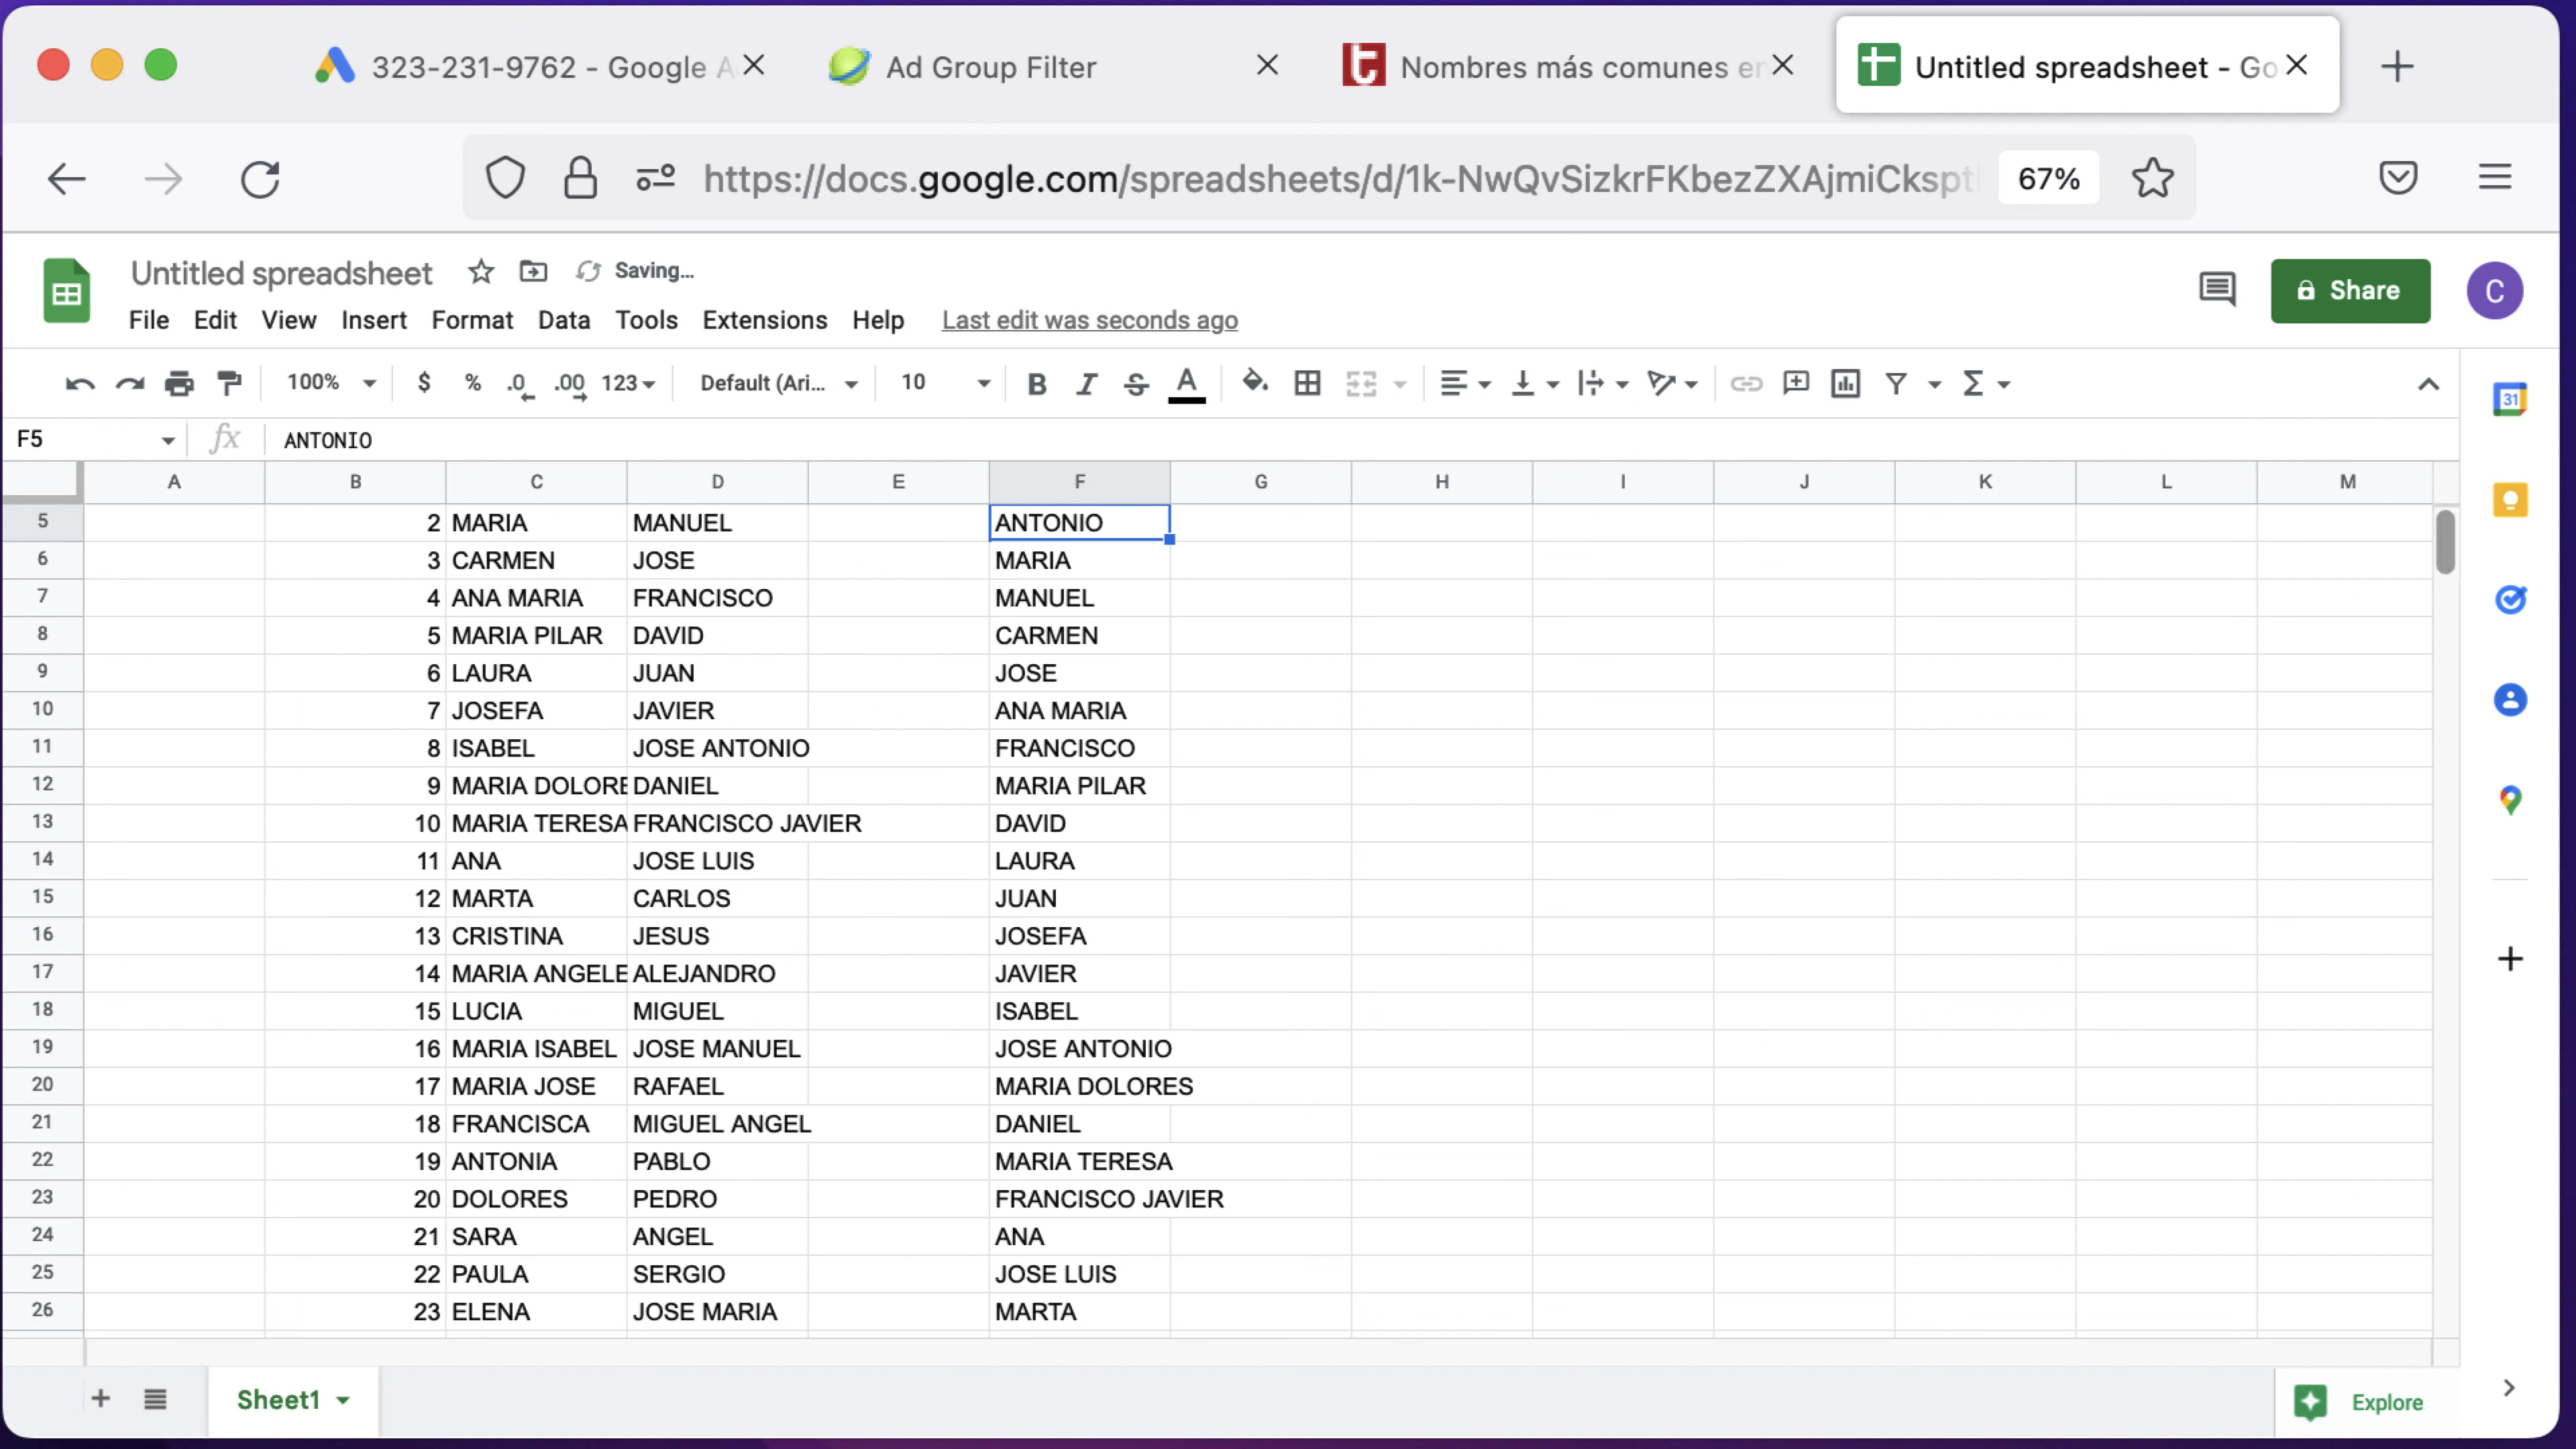 323-231-9762 - Google A
Ad Group Filter
Nombres más comunes en
Untitled spreadsheet - Go
https://docs.google.com/spreadsheets/d/1k-NwQvSizkrFKbezZXAjmiCkspt
67%
Untitled spreadsheet
Saving…
Share
C
File Edit View Insert Format Data Tools Extensions Help Last edit was seconds ago
100% $ % .0 .00 123 Default (Ari... 10 B I S A
31
F5 fx ANTONIO
A B C D E F G H I J K L M
5 2 MARIA MANUEL ANTONIO
6 3 CARMEN JOSE MARIA
7 4 ANA MARIA FRANCISCO MANUEL
8 5 MARIA PILAR DAVID CARMEN
9 6 LAURA JUAN JOSE
10 7 JOSEFA JAVIER ANA MARIA
11 8 ISABEL JOSE ANTONIO FRANCISCO
12 9 MARIA DOLORE DANIEL MARIA PILAR
13 10 MARIA TERESA FRANCISCO JAVIER DAVID
14 11 ANA JOSE LUIS LAURA
15 12 MARTA CARLOS JUAN
16 13 CRISTINA JESUS JOSEFA
17 14 MARIA ANGELE ALEJANDRO JAVIER
18 15 LUCIA MIGUEL ISABEL
19 16 MARIA ISABEL JOSE MANUEL JOSE ANTONIO
20 17 MARIA JOSE RAFAEL MARIA DOLORES
21 18 FRANCISCA MIGUEL ANGEL DANIEL
22 19 ANTONIA PABLO MARIA TERESA
23 20 DOLORES PEDRO FRANCISCO JAVIER
24 21 SARA ANGEL ANA
25 22 PAULA SERGIO JOSE LUIS
26 23 ELENA JOSE MARIA MARTA
Sheet1
Explore